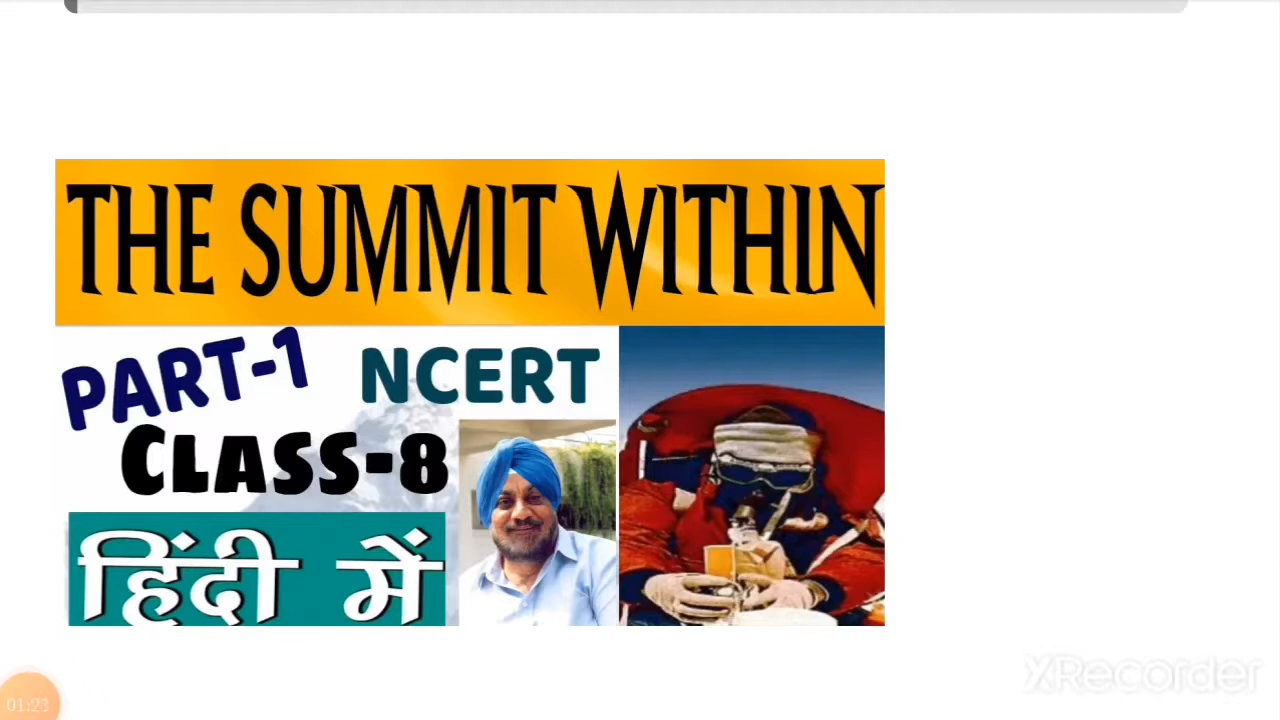 THE SUMMIT WITHIN
PART-1 NCERT
CLASS-8
हिंदी में
XRecorder
01:23